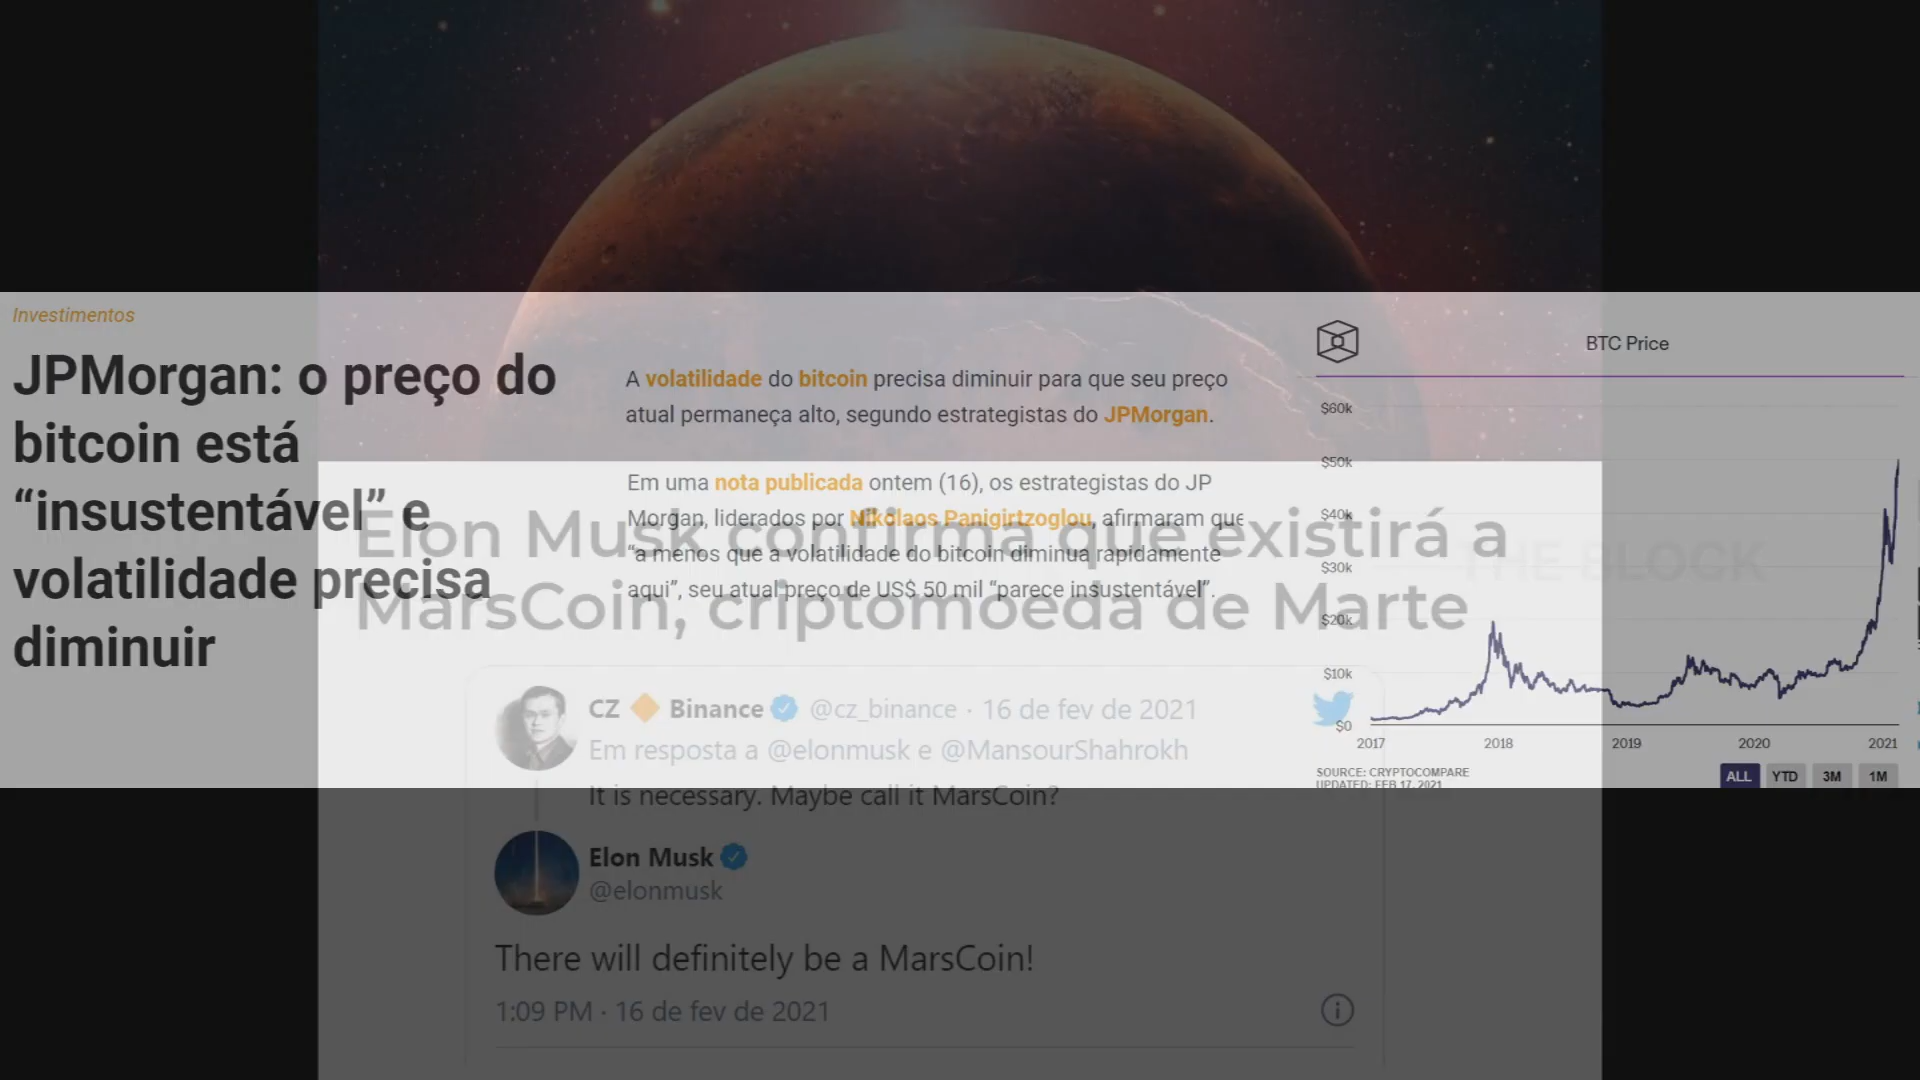 Investimentos
JPMorgan: o preço do
bitcoin está
“insustentável” e
volatilidade precisa
diminuir
A volatilidade do bitcoin precisa diminuir para que seu preço
atual permaneça alto, segundo estrategistas do JPMorgan.
Em uma nota publicada ontem (16), os estrategistas do JP
Morgan, liderados por Nikolaos Panigirtzoglou, afirmaram que
“a menos que a volatilidade do bitcoin diminua rapidamente
aqui”, seu atual preço de US$ 50 mil “parece insustentável”.
BTC Price
$60k
$50k
$40k
$30k
$20k
$10k
$0
THE BLOCK
2017 2018 2019 2020 2021
SOURCE: CRYPTOCOMPARE
UPDATED: FEB 17, 2021
ALL YTD 3M 1M
Elon Musk confirma que existirá a
MarsCoin, criptomoeda de Marte
CZ Binance @cz_binance · 16 de fev de 2021
Em resposta a @elonmusk e @MansourShahrokh
It is necessary. Maybe call it MarsCoin?
Elon Musk
@elonmusk
There will definitely be a MarsCoin!
1:09 PM · 16 de fev de 2021